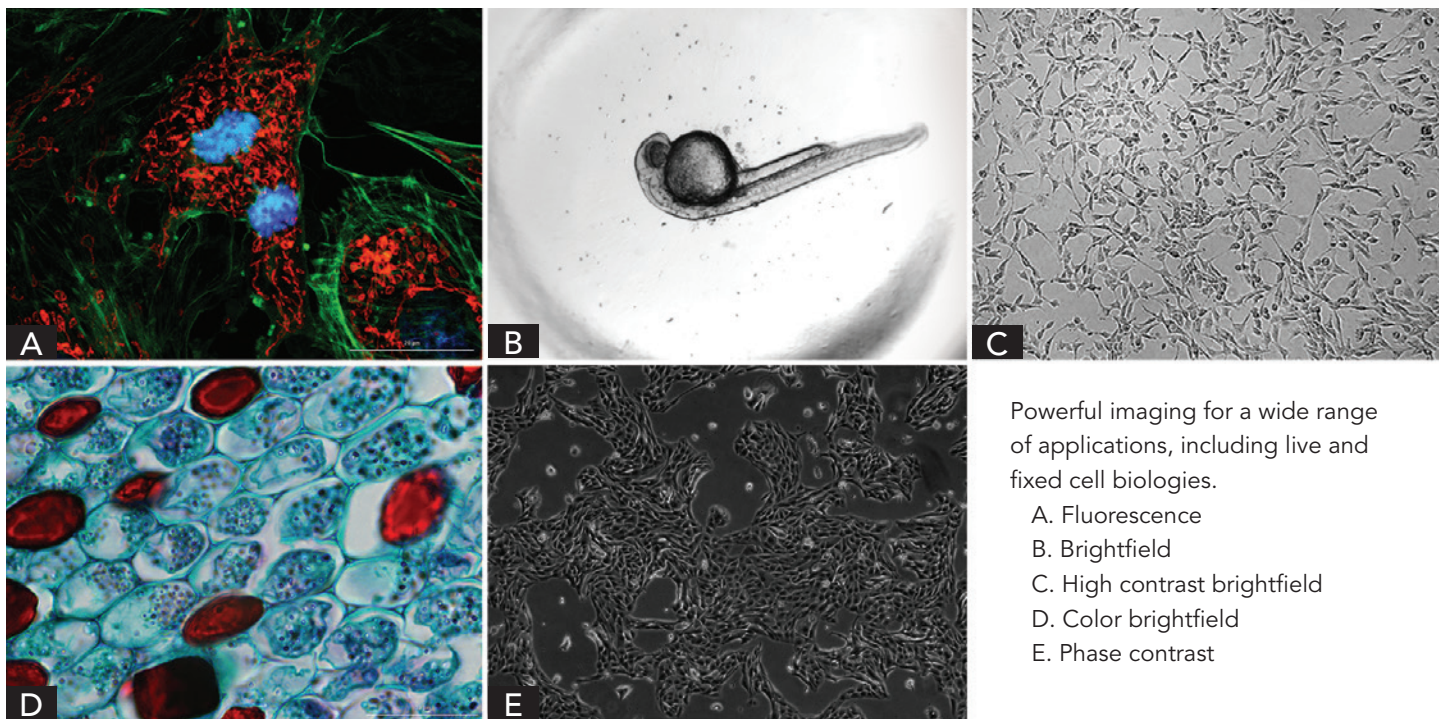 A
B
C
D
E
Powerful imaging for a wide range
of applications, including live and
fixed cell biologies.
A. Fluorescence
B. Brightfield
C. High contrast brightfield
D. Color brightfield
E. Phase contrast